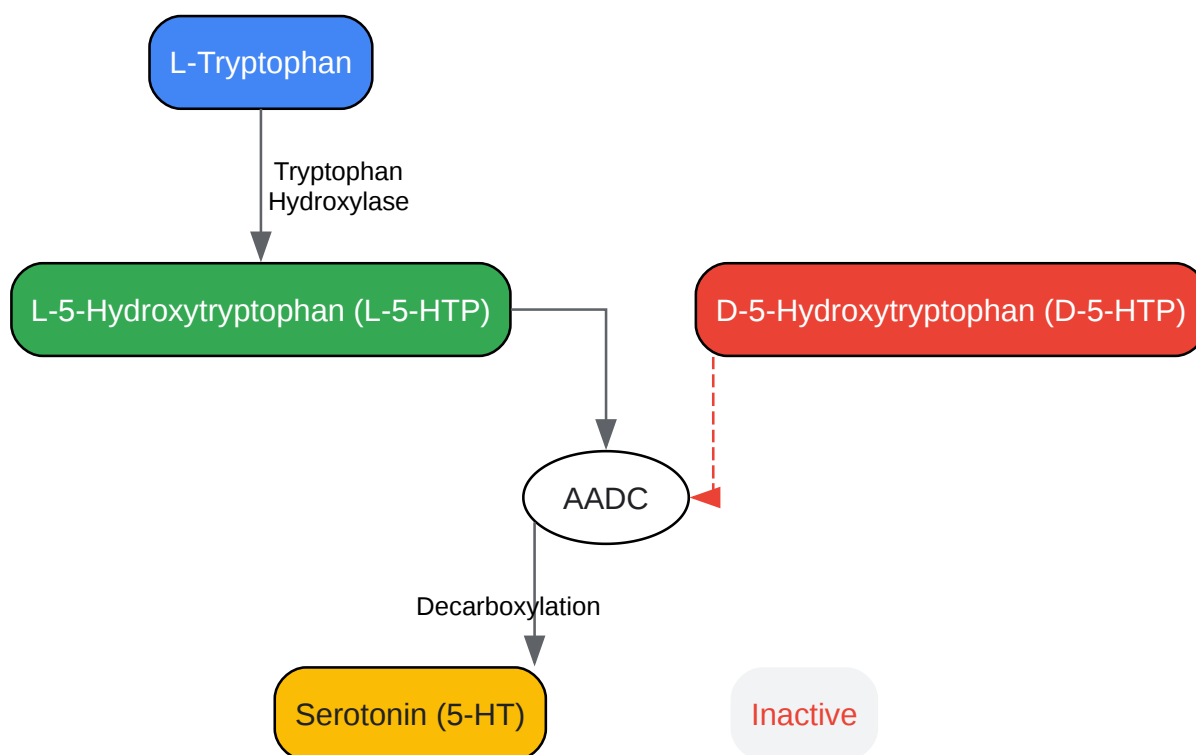 L-Tryptophan
Tryptophan
Hydroxylase
L-5-Hydroxytryptophan (L-5-HTP)
D-5-Hydroxytryptophan (D-5-HTP)
AADC
Decarboxylation
Serotonin (5-HT)
Inactive